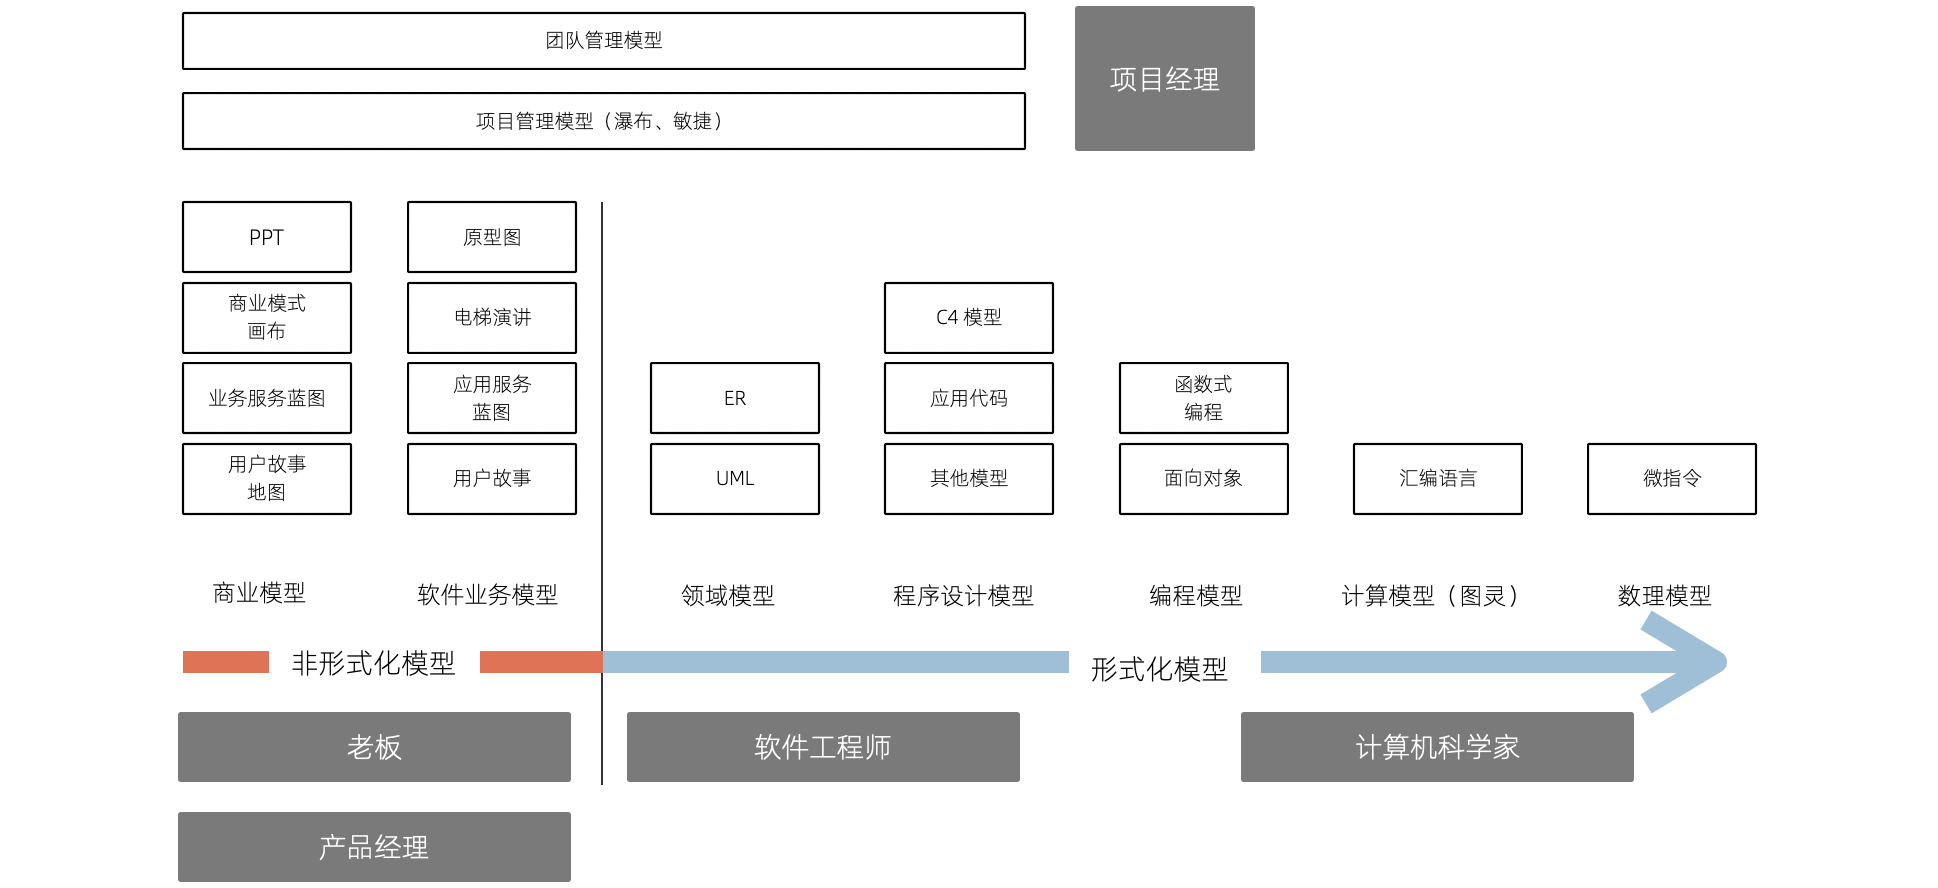 团队管理模型
项目经理
项目管理模型（瀑布、敏捷）
PPT
原型图
商业模式
画布
电梯演讲
C4 模型
业务服务蓝图
应用服务
蓝图
ER
应用代码
函数式
编程
用户故事
地图
用户故事
UML
其他模型
面向对象
汇编语言
微指令
商业模型
软件业务模型
领域模型
程序设计模型
编程模型
计算模型（图灵）
数理模型
非形式化模型
形式化模型
老板
软件工程师
计算机科学家
产品经理